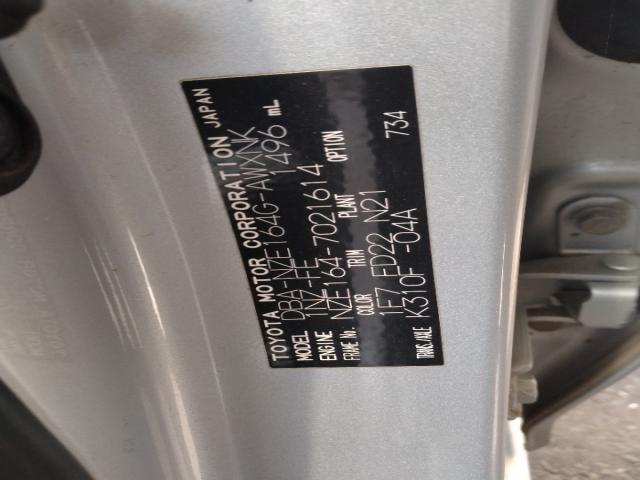 TOYOTA MOTOR CORPORATION JAPAN
MODEL DBA-NZE164G-AWXNK
ENGINE 1NZ-FE 1496 mL
FRAME No. NZE164-7021614
COLOR TRIM PLANT OPTION
1F7 FD22 N21 734
TRANS./AXLE K310F -04A